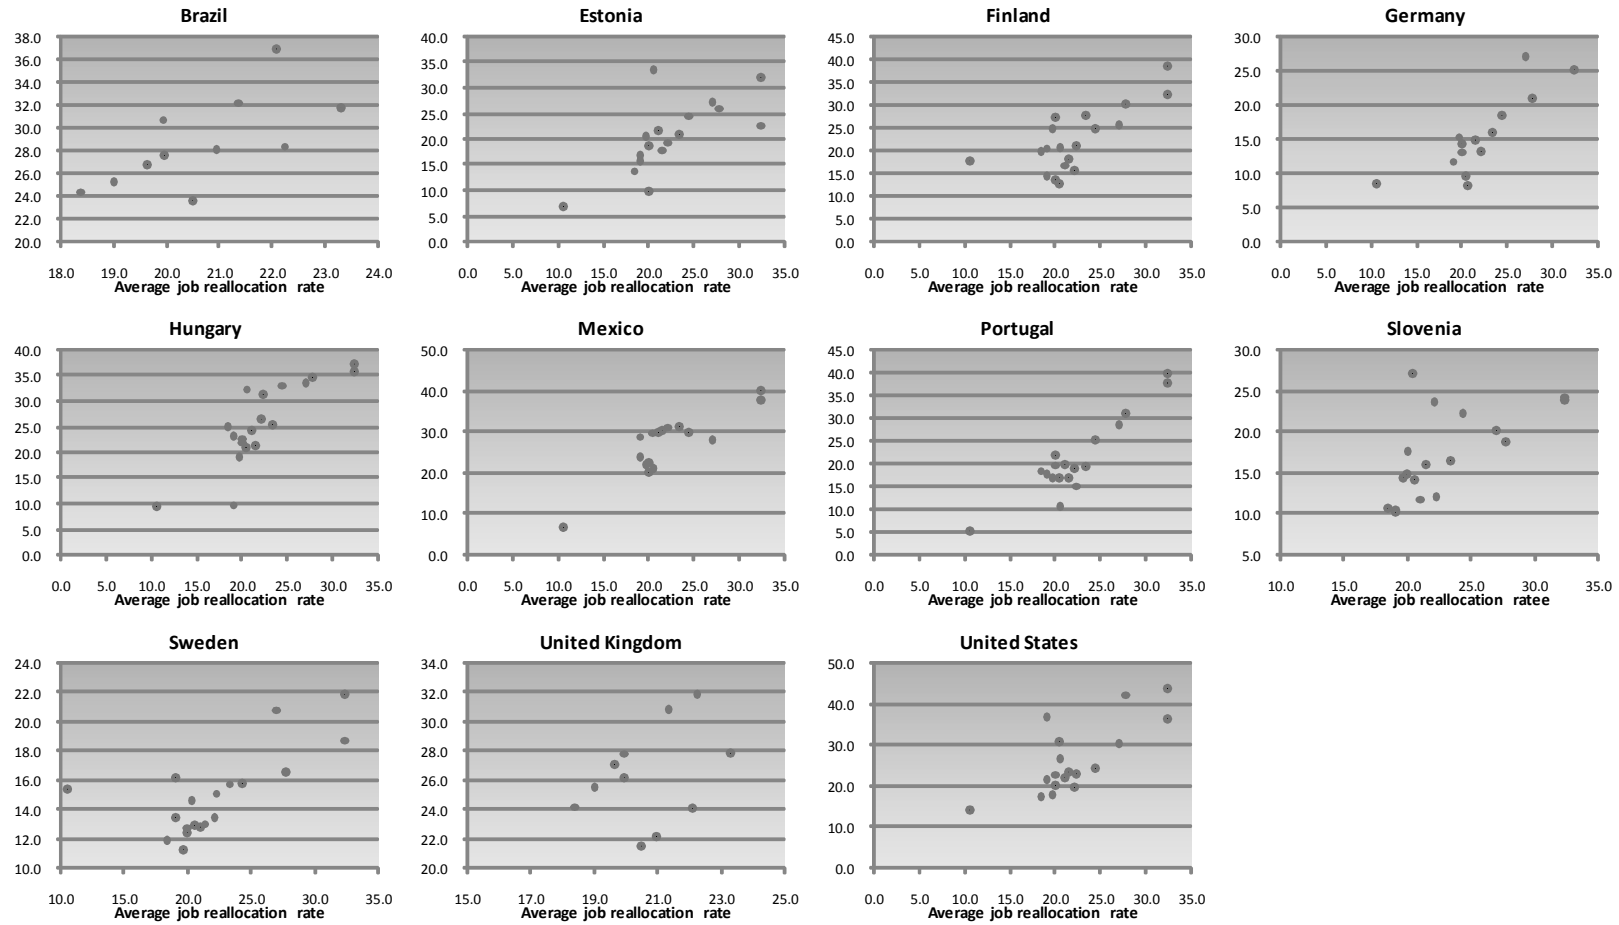 Brazil
38.0
36.0
34.0
32.0
30.0
28.0
26.0
24.0
22.0
20.0
18.0 19.0 20.0 21.0 22.0 23.0 24.0
Average job reallocation rate
Estonia
40.0
35.0
30.0
25.0
20.0
15.0
10.0
5.0
0.0
0.0 5.0 10.0 15.0 20.0 25.0 30.0 35.0
Average job reallocation rate
Finland
45.0
40.0
35.0
30.0
25.0
20.0
15.0
10.0
5.0
0.0
0.0 5.0 10.0 15.0 20.0 25.0 30.0 35.0
Average job reallocation rate
Germany
30.0
25.0
20.0
15.0
10.0
5.0
0.0
0.0 5.0 10.0 15.0 20.0 25.0 30.0 35.0
Average job reallocation rate
Hungary
40.0
35.0
30.0
25.0
20.0
15.0
10.0
5.0
0.0
0.0 5.0 10.0 15.0 20.0 25.0 30.0 35.0
Average job reallocation rate
Mexico
50.0
40.0
30.0
20.0
10.0
0.0
0.0 5.0 10.0 15.0 20.0 25.0 30.0 35.0
Average job reallocation rate
Portugal
45.0
40.0
35.0
30.0
25.0
20.0
15.0
10.0
5.0
0.0
0.0 5.0 10.0 15.0 20.0 25.0 30.0 35.0
Average job reallocation rate
Slovenia
30.0
25.0
20.0
15.0
10.0
5.0
10.0 15.0 20.0 25.0 30.0 35.0
Average job reallocation ratee
Sweden
24.0
22.0
20.0
18.0
16.0
14.0
12.0
10.0
10.0 15.0 20.0 25.0 30.0 35.0
Average job reallocation rate
United Kingdom
34.0
32.0
30.0
28.0
26.0
24.0
22.0
20.0
15.0 17.0 19.0 21.0 23.0 25.0
Average job reallocation rate
United States
50.0
40.0
30.0
20.0
10.0
0.0
0.0 5.0 10.0 15.0 20.0 25.0 30.0 35.0
Average job reallocation rate